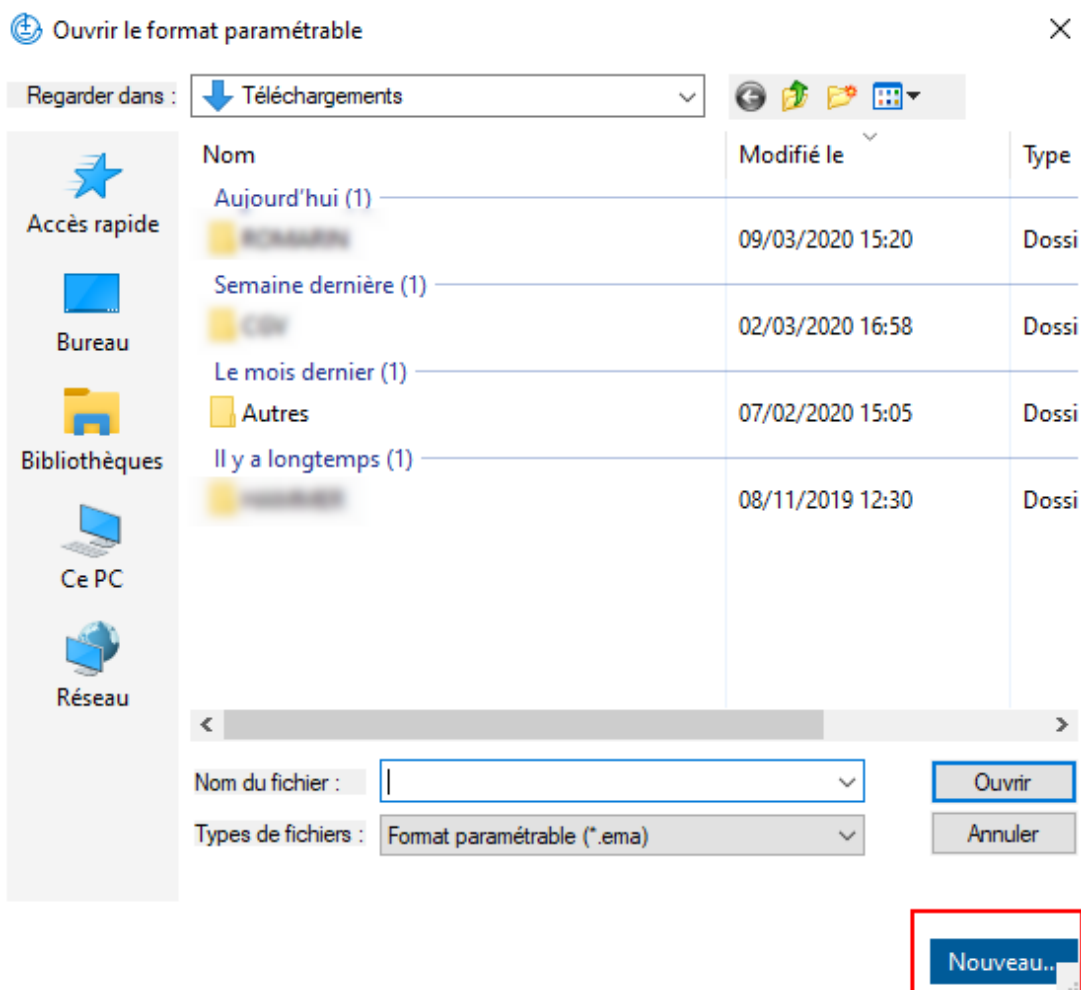 Ouvrir le format paramétrable
Regarder dans : Téléchargements
Nom Modifié le Type
Accès rapide
Bureau
Bibliothèques
Ce PC
Réseau
Aujourd'hui (1)
09/03/2020 15:20 Dossi
Semaine dernière (1)
02/03/2020 16:58 Dossi
Le mois dernier (1)
Autres 07/02/2020 15:05 Dossi
Il y a longtemps (1)
08/11/2019 12:30 Dossi
Nom du fichier : Ouvrir
Types de fichiers : Format paramétrable (*.ema) Annuler
Nouveau..